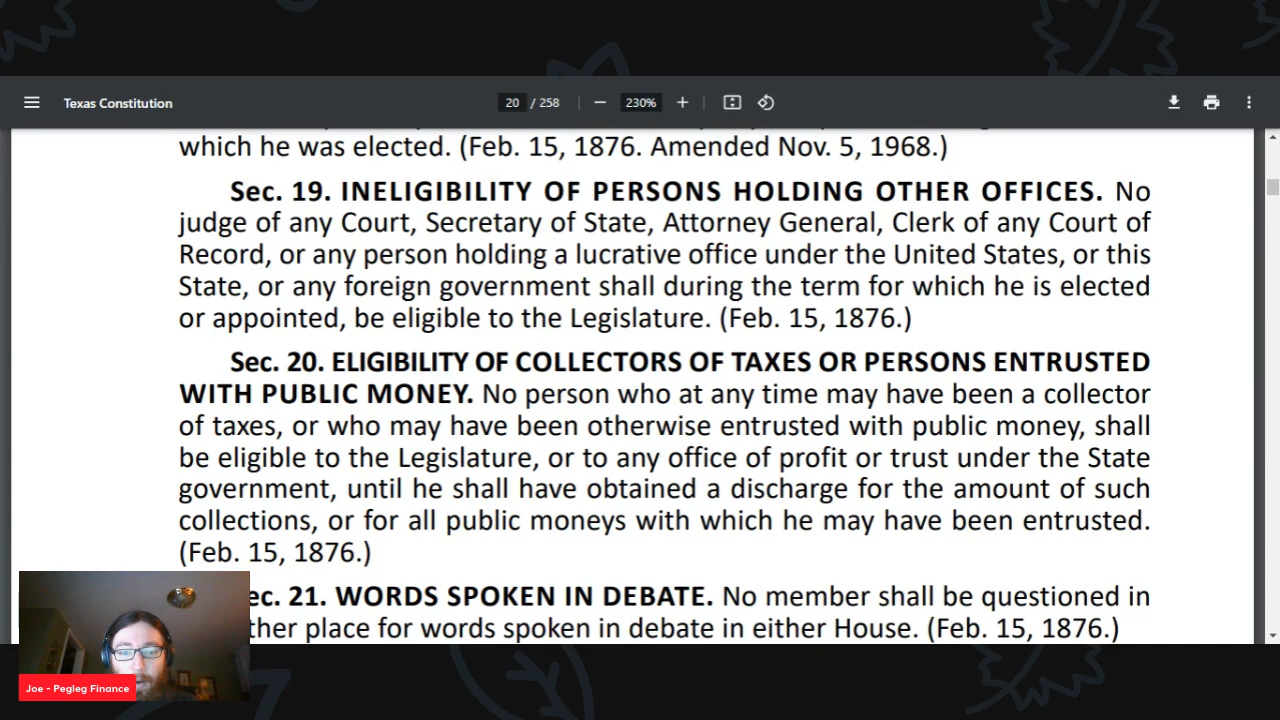 Texas Constitution
20 / 258
230%
which he was elected. (Feb. 15, 1876. Amended Nov. 5, 1968.)
Sec. 19. INELIGIBILITY OF PERSONS HOLDING OTHER OFFICES. No
judge of any Court, Secretary of State, Attorney General, Clerk of any Court of
Record, or any person holding a lucrative office under the United States, or this
State, or any foreign government shall during the term for which he is elected
or appointed, be eligible to the Legislature. (Feb. 15, 1876.)
Sec. 20. ELIGIBILITY OF COLLECTORS OF TAXES OR PERSONS ENTRUSTED
WITH PUBLIC MONEY. No person who at any time may have been a collector
of taxes, or who may have been otherwise entrusted with public money, shall
be eligible to the Legislature, or to any office of profit or trust under the State
government, until he shall have obtained a discharge for the amount of such
collections, or for all public moneys with which he may have been entrusted.
(Feb. 15, 1876.)
ec. 21. WORDS SPOKEN IN DEBATE. No member shall be questioned in
ther place for words spoken in debate in either House. (Feb. 15, 1876.)
Joe - Pegleg Finance